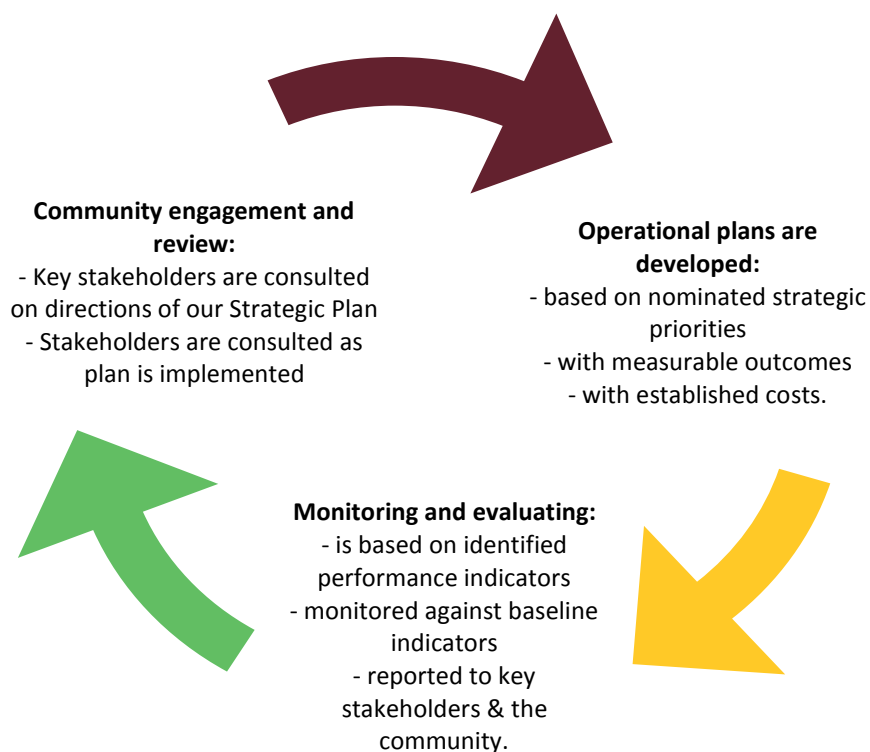 Community engagement and
review:
- Key stakeholders are consulted
on directions of our Strategic Plan
- Stakeholders are consulted as
plan is implemented
Operational plans are
developed:
- based on nominated strategic
priorities
- with measurable outcomes
- with established costs.
Monitoring and evaluating:
- is based on identified
performance indicators
- monitored against baseline
indicators
- reported to key
stakeholders & the
community.